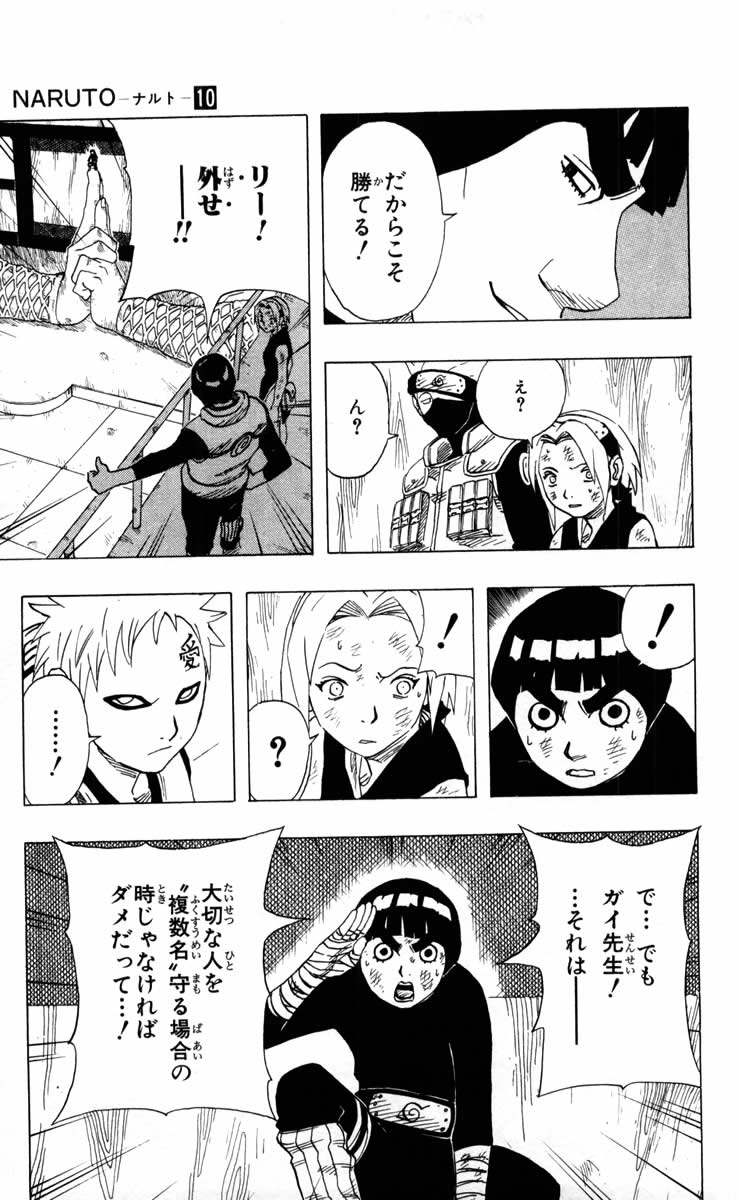 NARUTO―ナルト―10
だからこそ
勝てる！
え？
ん？
リー！
外せ
――!!
！
！
？
……！
で…でも
ガイ先生！
…それは――
大切な人を
〝複数名〟守る場合の
時じゃなければ
ダメだって…！
愛